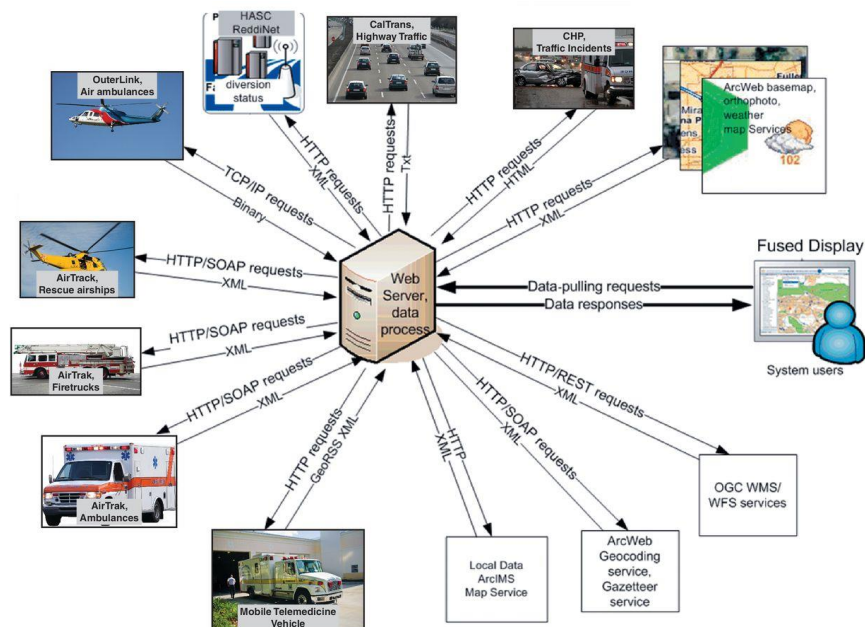 HASC
ReddiNet
diversion
status
CalTrans,
Highway Traffic
CHP,
Traffic Incidents
OuterLink,
Air ambulances
ArcWeb basemap,
orthophoto,
weather
map Services
102
HTTP requests
XML
HTTP requests
Txt
HTTP requests
HTML
HTTP requests
XML
TCP/IP requests
Binary
AirTrack,
Rescue airships
HTTP/SOAP requests
XML
Web
Server,
data
process
Fused Display
Data-pulling requests
Data responses
System users
AirTrak,
Firetrucks
HTTP/SOAP requests
XML
HTTP/SOAP requests
XML
AirTrak,
Ambulances
HTTP requests
GeoRSS XML
Mobile Telemedicine
Vehicle
HTTP
XML
Local Data
ArcIMS
Map Service
HTTP/SOAP requests
XML
ArcWeb
Geocoding
service,
Gazetteer
service
HTTP/REST requests
XML
OGC WMS/
WFS services